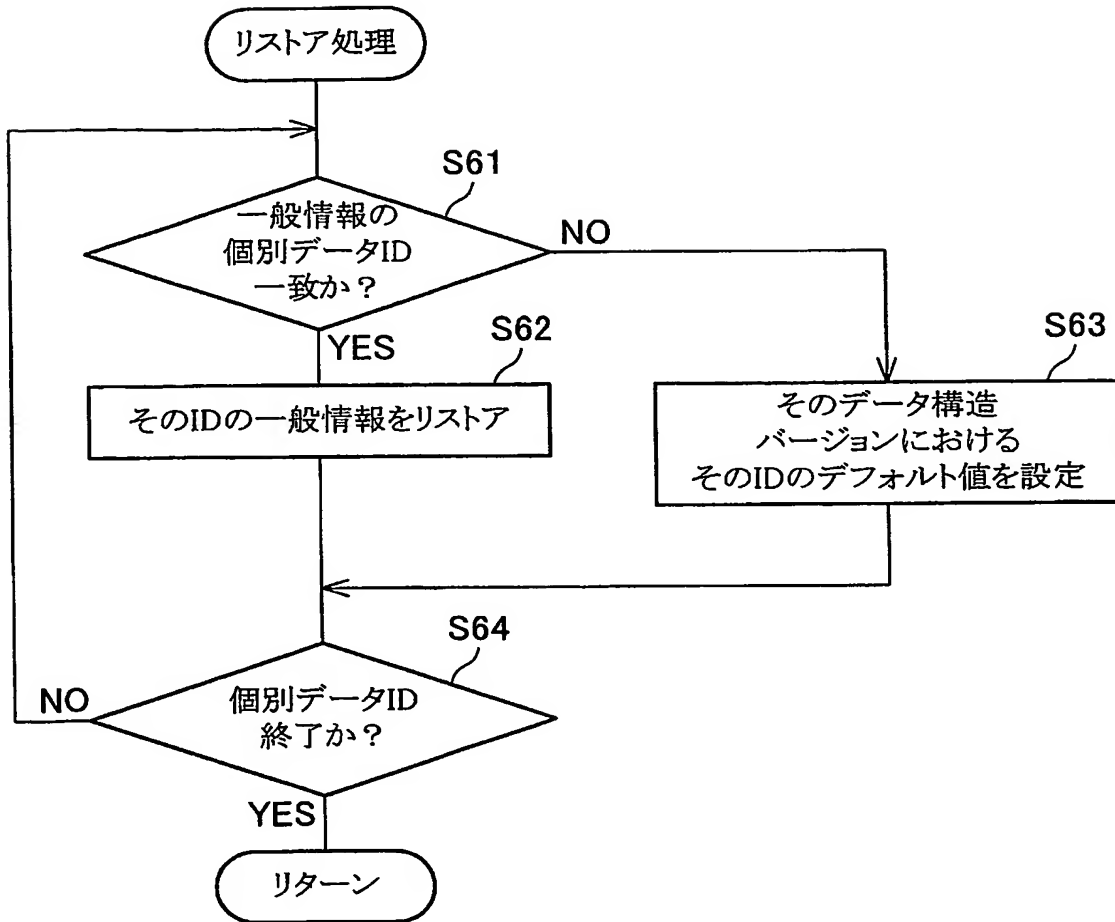 リストア処理
S61
一般情報の
個別データID
一致か？
NO
YES
S62
そのIDの一般情報をリストア
S63
そのデータ構造
バージョンにおける
そのIDのデフォルト値を設定
S64
個別データID
終了か？
NO
YES
リターン